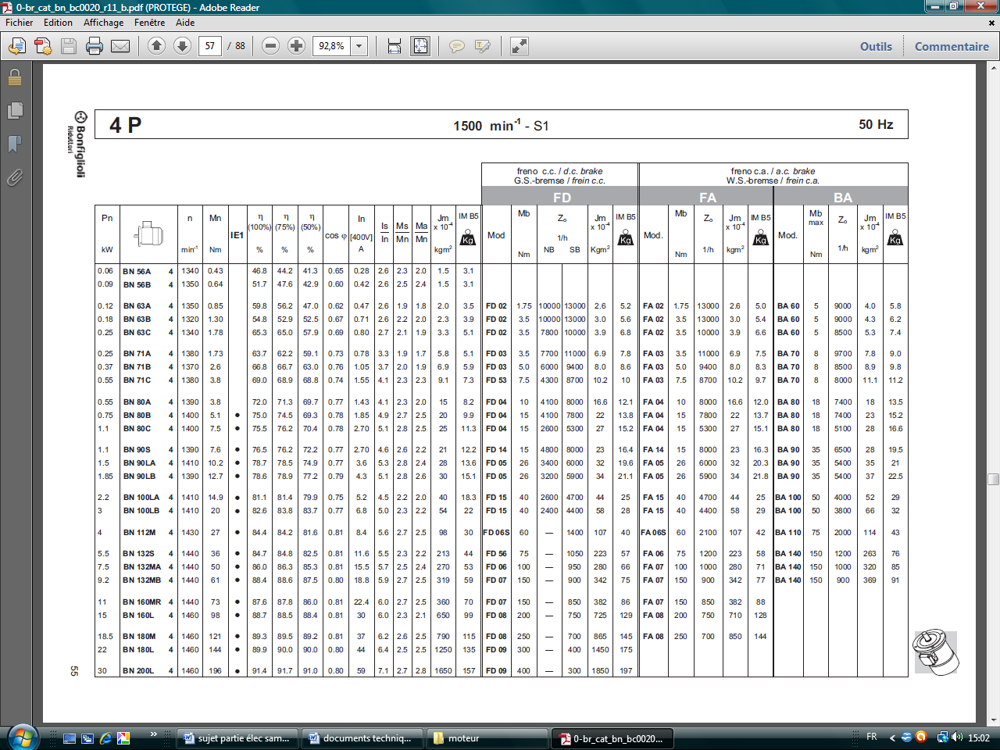 0-br_cat_bn_bc0020_r11_b.pdf (PROTEGE) - Adobe Reader
Fichier Edition Affichage Fenêtre Aide
57 / 88 92,8% Outils Commentaire
Bonfiglioli
Riduttori
4 P 1500 min-1 - S1 50 Hz
freno c.c. / d.c. brake freno c.a. / a.c. brake
G.S.-bremse / frein c.c. W.S.-bremse / frein c.a.
FD FA BA
Pn n Mn IE1 η (100%) η (75%) η (50%) cos φ In [400V] Is/In Ms/Mn Ma/Mn Jm x 10-4 IM B5 Kg Mod Mb Zo 1/h Jm x 10-4 IM B5 Kg Mod. Mb Zo Jm x 10-4 IM B5 Kg Mod. Mb max Zo Jm x 10-4 IM B5 Kg
kW min-1 Nm % % % A kgm2 Nm NB SB Kgm2 Nm 1/h kgm2 Nm 1/h kgm2
0.06 BN 56A 4 1340 0.43 46.8 44.2 41.3 0.65 0.28 2.6 2.3 2.0 1.5 3.1
0.09 BN 56B 4 1350 0.64 51.7 47.6 42.9 0.60 0.42 2.6 2.5 2.4 1.5 3.1
0.12 BN 63A 4 1350 0.85 59.8 56.2 47.0 0.62 0.47 2.6 1.9 1.8 2.0 3.5 FD 02 1.75 10000 13000 2.6 5.2 FA 02 1.75 13000 2.6 5.0 BA 60 5 9000 4.0 5.8
0.18 BN 63B 4 1320 1.30 54.8 52.9 52.5 0.67 0.71 2.6 2.2 2.0 2.3 3.9 FD 02 3.5 10000 13000 3.0 5.6 FA 02 3.5 13000 3.0 5.4 BA 60 5 9000 4.3 6.2
0.25 BN 63C 4 1340 1.78 65.3 65.0 57.9 0.69 0.80 2.7 2.1 1.9 3.3 5.1 FD 02 3.5 7800 10000 3.9 6.8 FA 02 3.5 10000 3.9 6.6 BA 60 5 8500 5.3 7.4
0.25 BN 71A 4 1380 1.73 63.7 62.2 59.1 0.73 0.78 3.3 1.9 1.7 5.8 5.1 FD 03 3.5 7700 11000 6.9 7.8 FA 03 3.5 11000 6.9 7.5 BA 70 8 9700 7.8 9.0
0.37 BN 71B 4 1370 2.6 66.8 66.7 63.0 0.76 1.05 3.7 2.0 1.9 6.9 5.9 FD 03 5.0 6000 9400 8.0 8.6 FA 03 5.0 9400 8.0 8.3 BA 70 8 8500 8.9 9.8
0.55 BN 71C 4 1380 3.8 69.0 68.9 68.8 0.74 1.55 4.1 2.3 2.3 9.1 7.3 FD 53 7.5 4300 8700 10.2 10 FA 03 7.5 8700 10.2 9.7 BA 70 8 8000 11.1 11.2
0.55 BN 80A 4 1390 3.8 72.0 71.3 69.7 0.77 1.43 4.1 2.3 2.0 15 8.2 FD 04 10 4100 8000 16.6 12.1 FA 04 10 8000 16.6 12.0 BA 80 18 7400 18 13.5
0.75 BN 80B 4 1400 5.1 ● 75.0 74.5 69.3 0.78 1.85 4.9 2.7 2.5 20 9.9 FD 04 15 4100 7800 22 13.8 FA 04 15 7800 22 13.7 BA 80 18 7400 23 15.2
1.1 BN 80C 4 1400 7.5 ● 75.5 76.2 70.4 0.78 2.70 5.1 2.8 2.5 25 11.3 FD 04 15 2600 5300 27 15.2 FA 04 15 5300 27 15.1 BA 80 18 5100 28 16.6
1.1 BN 90S 4 1390 7.6 ● 76.5 76.2 72.2 0.77 2.70 4.6 2.6 2.2 21 12.2 FD 14 15 4800 8000 23 16.4 FA 14 15 8000 23 16.3 BA 90 35 6500 28 19.5
1.5 BN 90LA 4 1410 10.2 ● 78.7 78.5 74.9 0.77 3.6 5.3 2.8 2.4 28 13.6 FD 05 26 3400 6000 32 19.6 FA 05 26 6000 32 20.3 BA 90 35 5400 35 21
1.85 BN 90LB 4 1390 12.7 ● 78.6 78.9 77.2 0.79 4.3 5.1 2.8 2.6 30 15.1 FD 05 26 3200 5900 34 21.1 FA 05 26 5900 34 21.8 BA 90 35 5400 37 22.5
2.2 BN 100LA 4 1410 14.9 ● 81.1 81.4 79.9 0.75 5.2 4.5 2.2 2.0 40 18.3 FD 15 40 2600 4700 44 25 FA 15 40 4700 44 25 BA 100 50 4000 52 29
3 BN 100LB 4 1410 20 ● 82.6 83.8 83.7 0.77 6.8 5.0 2.3 2.2 54 22 FD 15 40 2400 4400 58 28 FA 15 40 4400 58 29 BA 100 50 3800 66 32
4 BN 112M 4 1430 27 ● 84.4 84.2 81.6 0.81 8.4 5.6 2.7 2.5 98 30 FD 06S 60 — 1400 107 40 FA 06S 60 2100 107 42 BA 110 75 2000 114 43
5.5 BN 132S 4 1440 36 ● 84.7 84.8 82.5 0.81 11.6 5.5 2.3 2.2 213 44 FD 56 75 — 1050 223 57 FA 06 75 1200 223 58 BA 140 150 1200 263 76
7.5 BN 132MA 4 1440 50 ● 86.0 86.3 85.3 0.81 15.5 5.7 2.5 2.4 270 53 FD 06 100 — 950 280 66 FA 07 100 1000 280 71 BA 140 150 1000 320 85
9.2 BN 132MB 4 1440 61 ● 88.4 88.6 87.5 0.80 18.8 5.9 2.7 2.5 319 59 FD 07 150 — 900 342 75 FA 07 150 900 342 77 BA 140 150 900 369 91
11 BN 160MR 4 1440 73 ● 87.6 87.8 86.0 0.81 22.4 6.0 2.7 2.5 360 70 FD 07 150 — 850 382 86 FA 07 150 850 382 88
15 BN 160L 4 1460 98 ● 88.7 88.5 88.4 0.81 30 6.0 2.3 2.1 650 99 FD 08 200 — 750 725 129 FA 08 200 750 710 128
18.5 BN 180M 4 1460 121 ● 89.3 89.5 89.2 0.81 37 6.2 2.6 2.5 790 115 FD 08 250 — 700 865 145 FA 08 250 700 850 144
22 BN 180L 4 1460 144 ● 89.9 90.0 90.0 0.80 44 6.4 2.5 2.5 1250 135 FD 09 300 — 400 1450 175
30 BN 200L 4 1460 196 ● 91.4 91.7 91.0 0.80 59 7.1 2.7 2.8 1650 157 FD 09 400 — 300 1850 197
55
» sujet partie élec sam... documents techniq... moteur 0-br_cat_bn_bc0020... FR 15:02